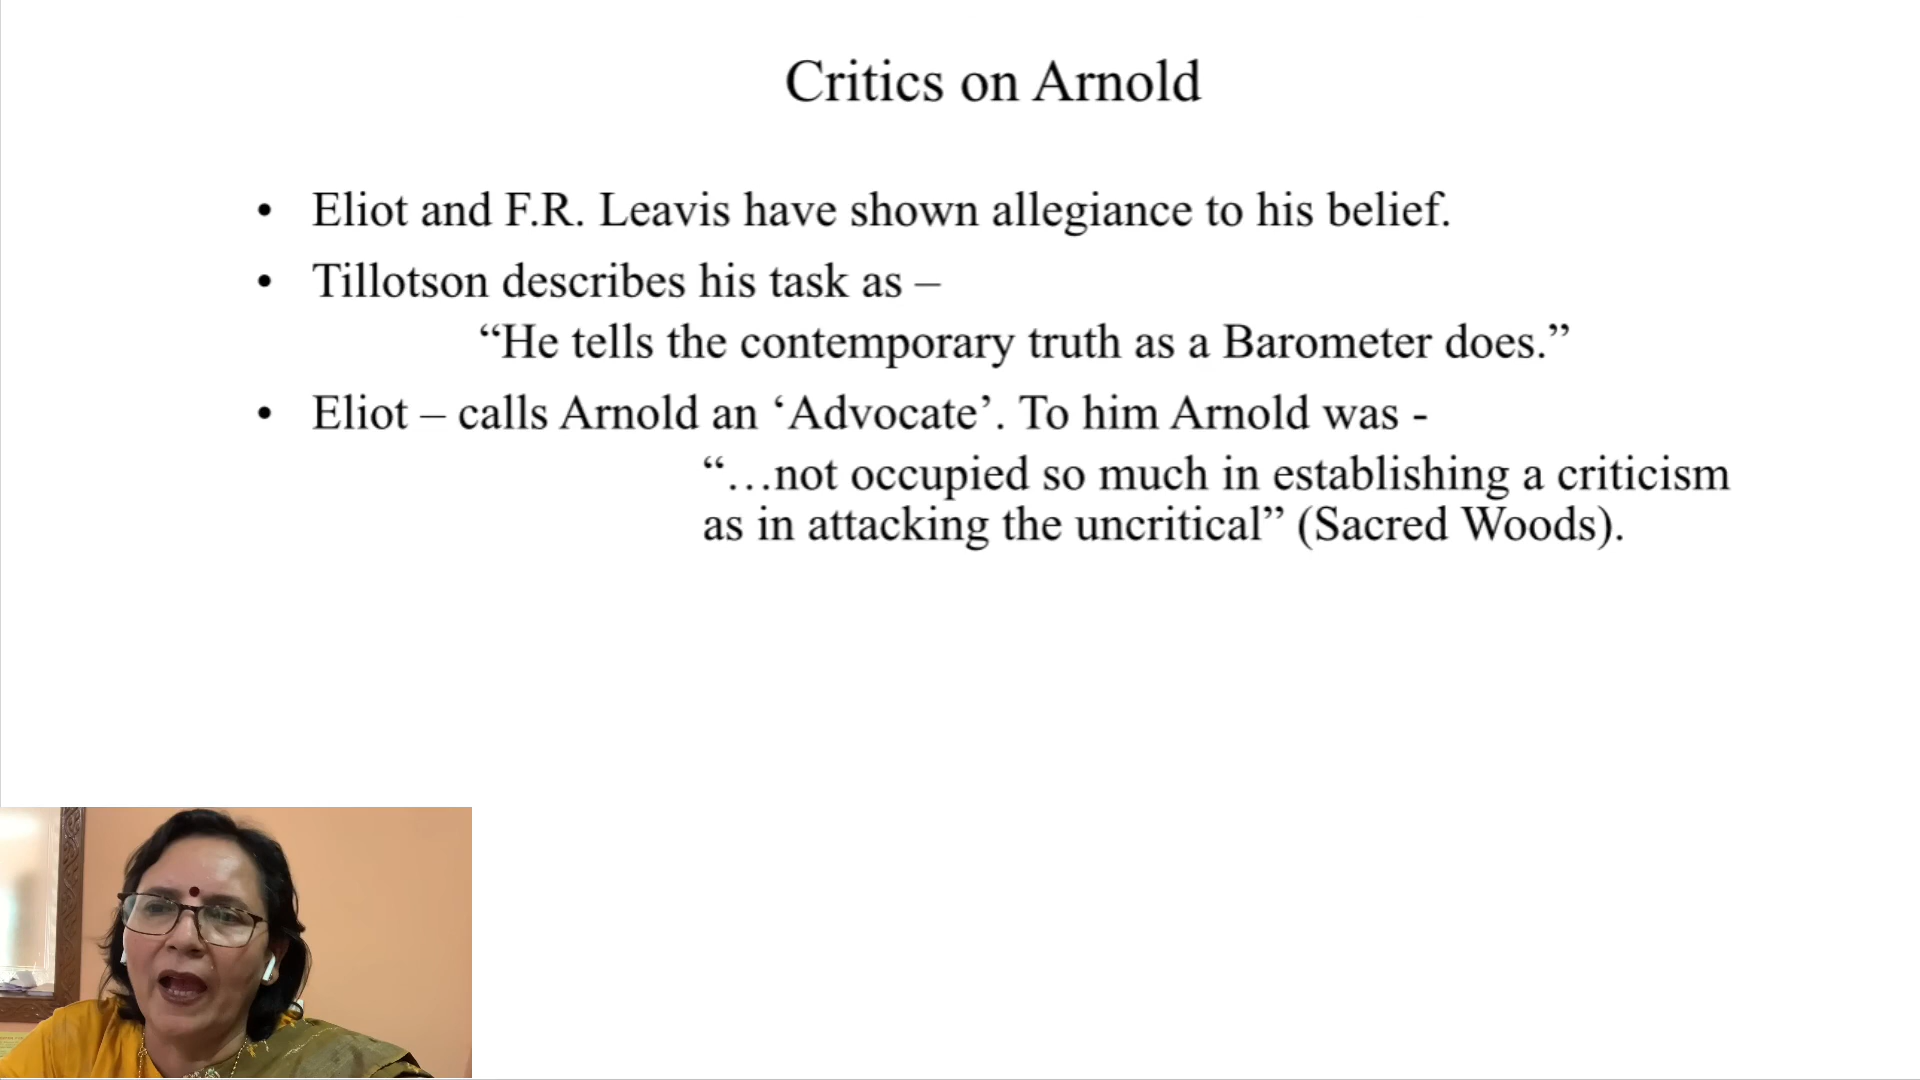 Critics on Arnold
• Eliot and F.R. Leavis have shown allegiance to his belief.
• Tillotson describes his task as –
“He tells the contemporary truth as a Barometer does.”
• Eliot – calls Arnold an ‘Advocate’. To him Arnold was -
“…not occupied so much in establishing a criticism
as in attacking the uncritical” (Sacred Woods).